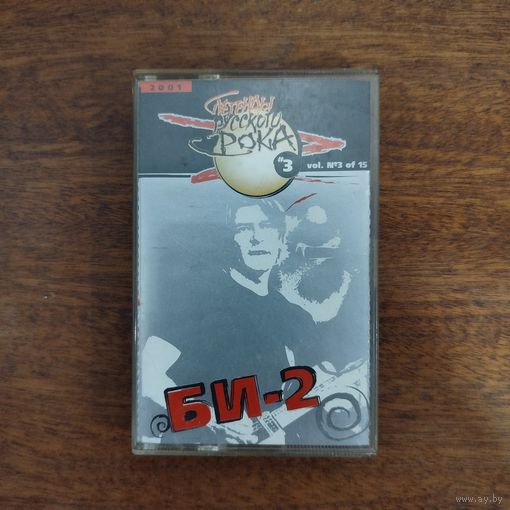 2001
Легенды
русского
рока
#3
vol. №3 of 15
БИ-2
www.ay.by